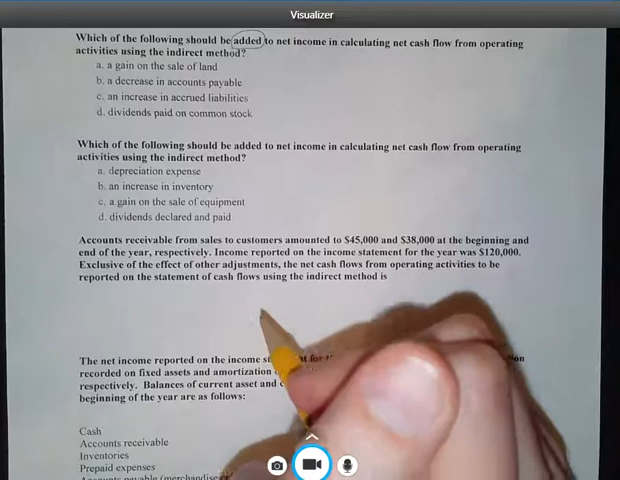 Visualizer
Which of the following should be added to net income in calculating net cash flow from operating
activities using the indirect method?
a. a gain on the sale of land
b. a decrease in accounts payable
c. an increase in accrued liabilities
d. dividends paid on common stock
Which of the following should be added to net income in calculating net cash flow from operating
activities using the indirect method?
a. depreciation expense
b. an increase in inventory
c. a gain on the sale of equipment
d. dividends declared and paid
Accounts receivable from sales to customers amounted to $45,000 and $38,000 at the beginning and
end of the year, respectively. Income reported on the income statement for the year was $120,000.
Exclusive of the effect of other adjustments, the net cash flows from operating activities to be
reported on the statement of cash flows using the indirect method is
The net income reported on the income for
recorded on fixed assets and amortization
respectively. Balances of current asset and
beginning of the year are as follows:
Cash
Accounts receivable
Inventories
Prepaid expenses
Accounts payable (merchandise